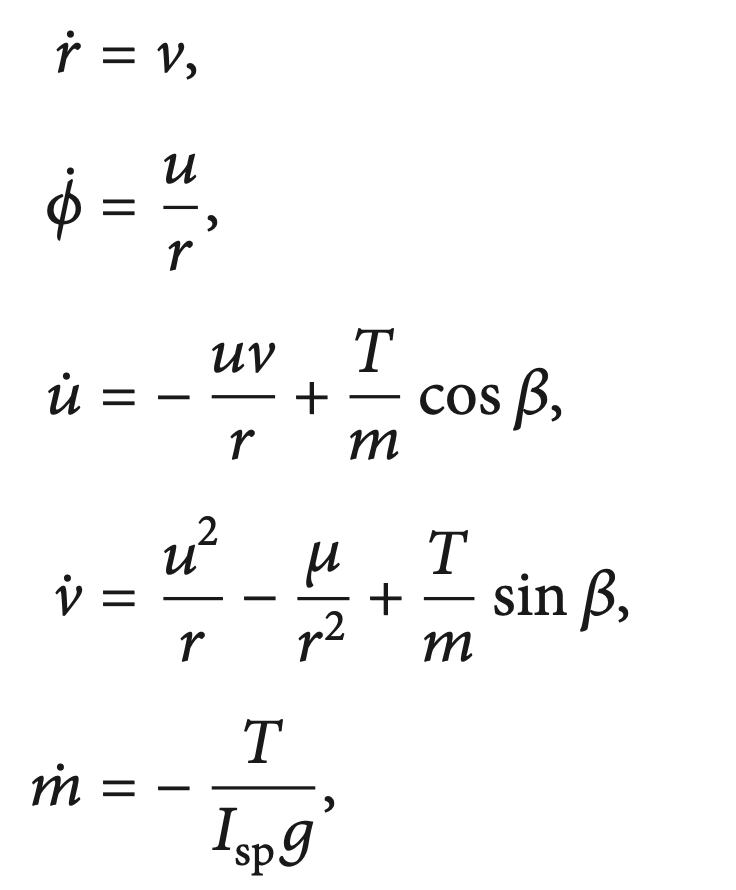 ṙ = v,
ϕ̇ = u/r,
u̇ = − uv/r + T/m cos β,
v̇ = u²/r − μ/r² + T/m sin β,
ṁ = − T/(I_sp g),